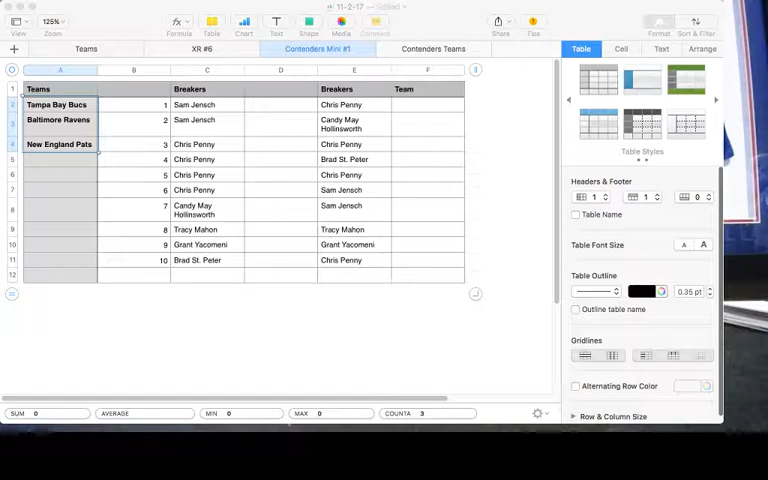 11-2-17 — Edited
125%
View Zoom Formula Table Chart Text Shape Media Comment Share Tips Format Sort & Filter
Teams XR #6 Contenders Mini #1 Contenders Teams
Table Cell Text Arrange
A B C D E F
1 Teams Breakers Breakers Team
2 Tampa Bay Bucs 1 Sam Jensch Chris Penny
3 Baltimore Ravens 2 Sam Jensch Candy May
Hollinsworth
4 New England Pats 3 Chris Penny Chris Penny
5 4 Chris Penny Brad St. Peter
6 5 Chris Penny Chris Penny
7 6 Chris Penny Sam Jensch
8 7 Candy May
Hollinsworth Sam Jensch
9 8 Tracy Mahon Tracy Mahon
10 9 Grant Yacomeni Grant Yacomeni
11 10 Brad St. Peter Chris Penny
12
SUM 0 AVERAGE MIN 0 MAX 0 COUNTA 3
Table Styles
Headers & Footer
1 1 0
Table Name
Table Font Size A A
Table Outline
0.35 pt
Outline table name
Gridlines
Alternating Row Color
Row & Column Size